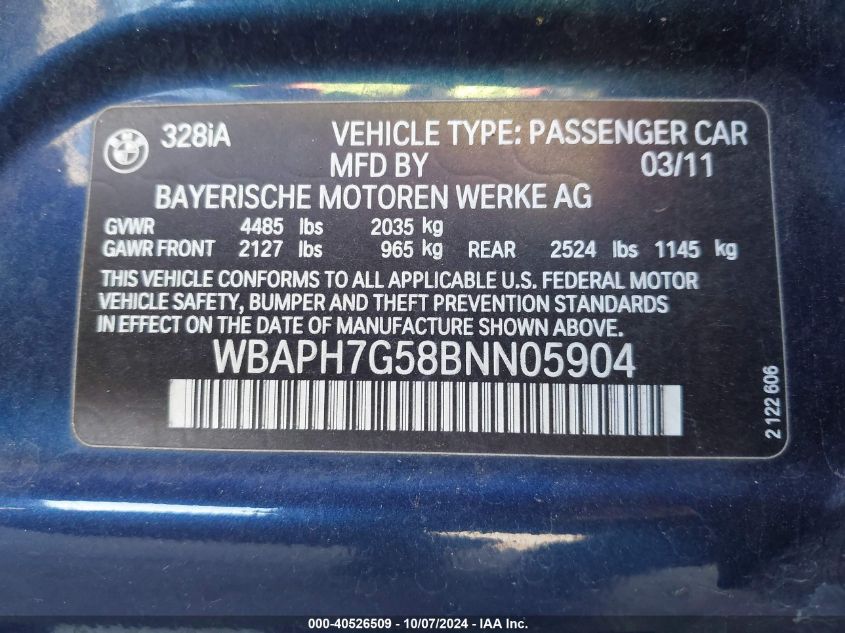 328iA VEHICLE TYPE: PASSENGER CAR
MFD BY 03/11
BAYERISCHE MOTOREN WERKE AG
GVWR 4485 lbs 2035 kg
GAWR FRONT 2127 lbs 965 kg REAR 2524 lbs 1145 kg
THIS VEHICLE CONFORMS TO ALL APPLICABLE U.S. FEDERAL MOTOR
VEHICLE SAFETY, BUMPER AND THEFT PREVENTION STANDARDS
IN EFFECT ON THE DATE OF MANUFACTURE SHOWN ABOVE.
WBAPH7G58BNN05904
2 122 606
000-40526509 - 10/07/2024 - IAA Inc.